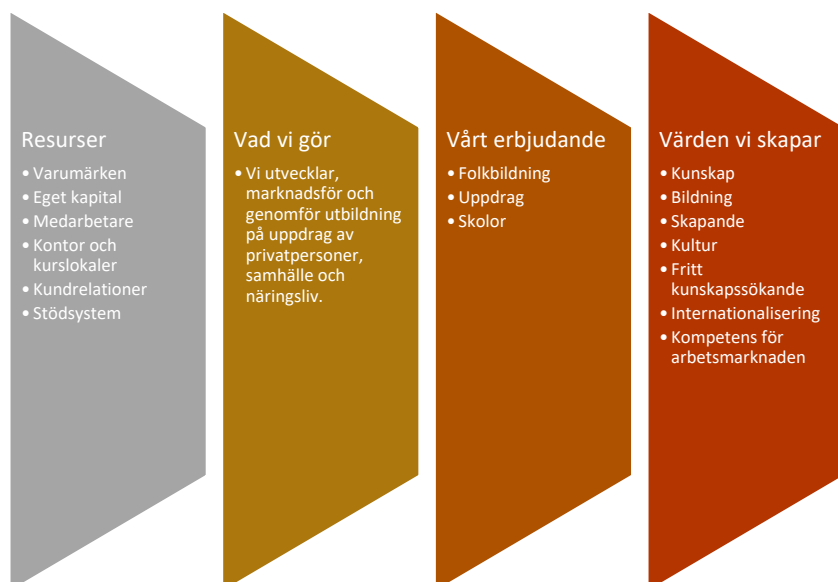 Resurser
• Varumärken
• Eget kapital
• Medarbetare
• Kontor och
kurslokaler
• Kundrelationer
• Stödsystem
Vad vi gör
• Vi utvecklar,
marknadsför och
genomför utbildning
på uppdrag av
privatpersoner,
samhälle och
näringsliv.
Vårt erbjudande
• Folkbildning
• Uppdrag
• Skolor
Värden vi skapar
• Kunskap
• Bildning
• Skapande
• Kultur
• Fritt
kunskapssökande
• Internationalisering
• Kompetens för
arbetsmarknaden